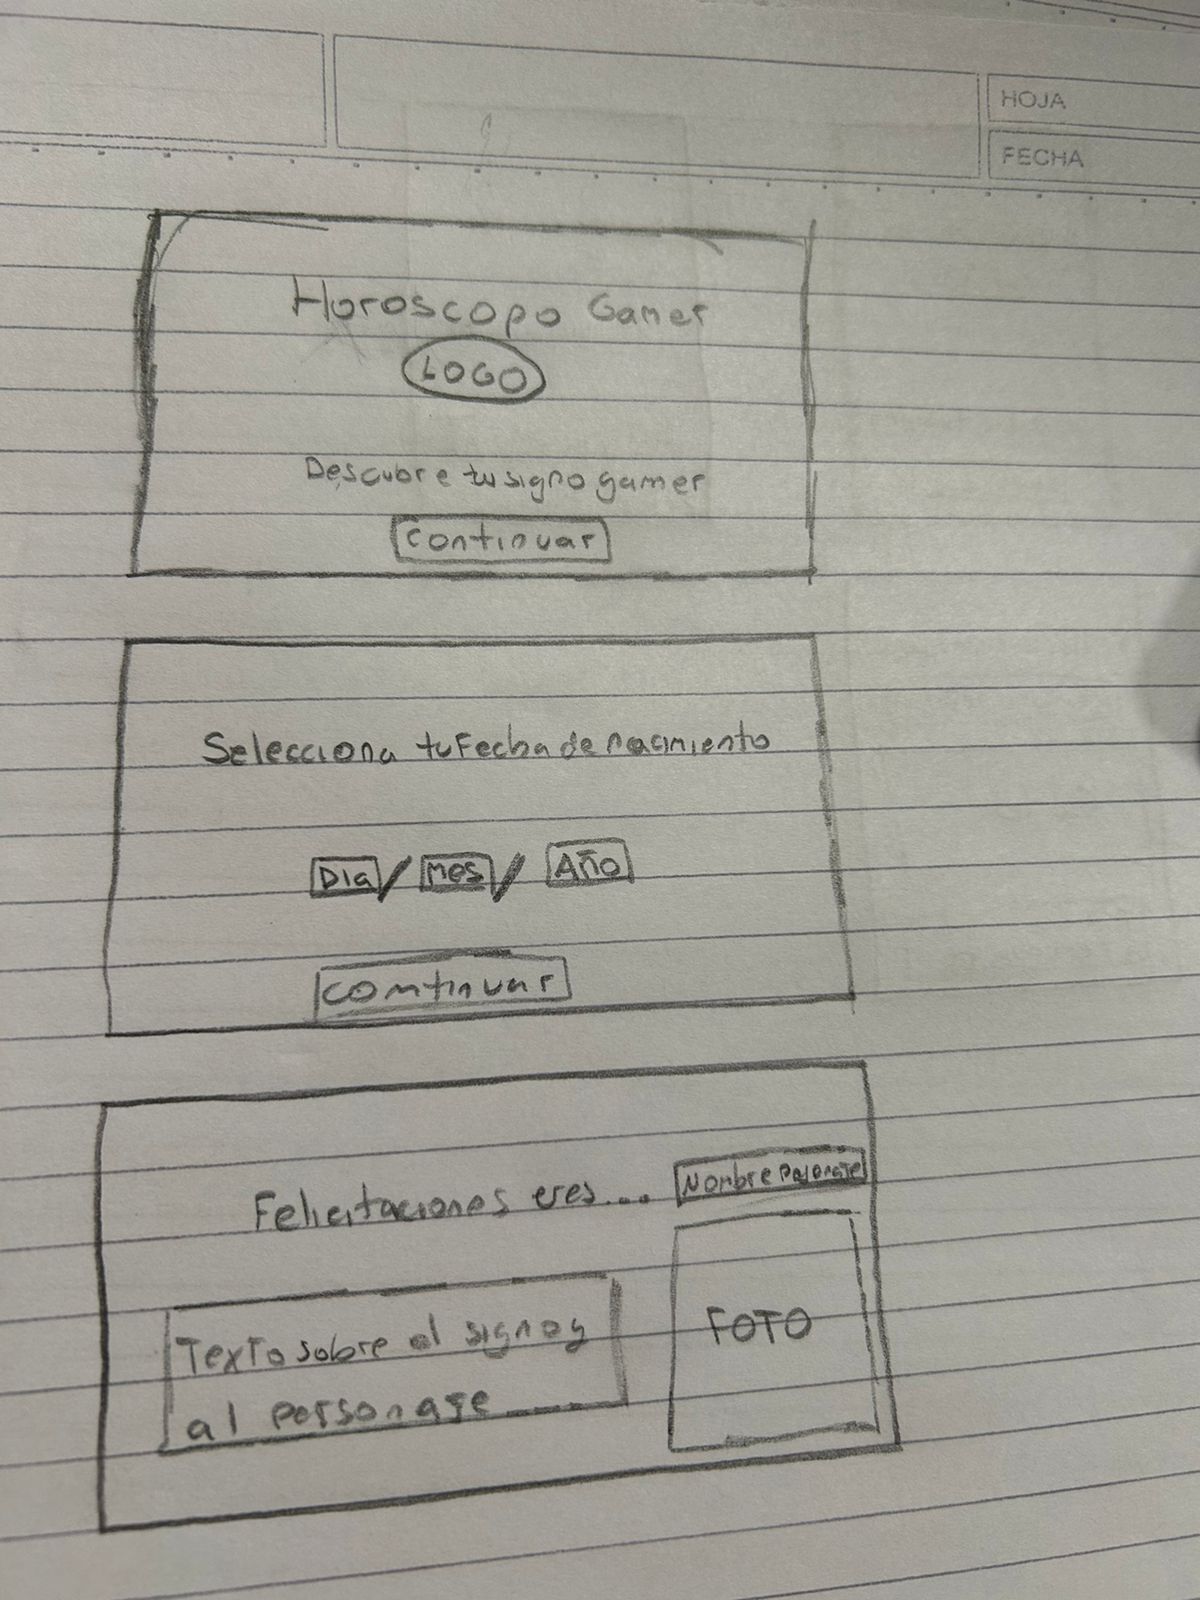 HOJA
FECHA
Horoscopo Gamer
LOGO
Descubre tu signo gamer
Continuar
Selecciona tu Fecha de nacimiento
Dia / Mes / Año
Continuar
Felicitaciones eres... Nombre Personaje
Texto sobre el signo y
al personaje
FOTO